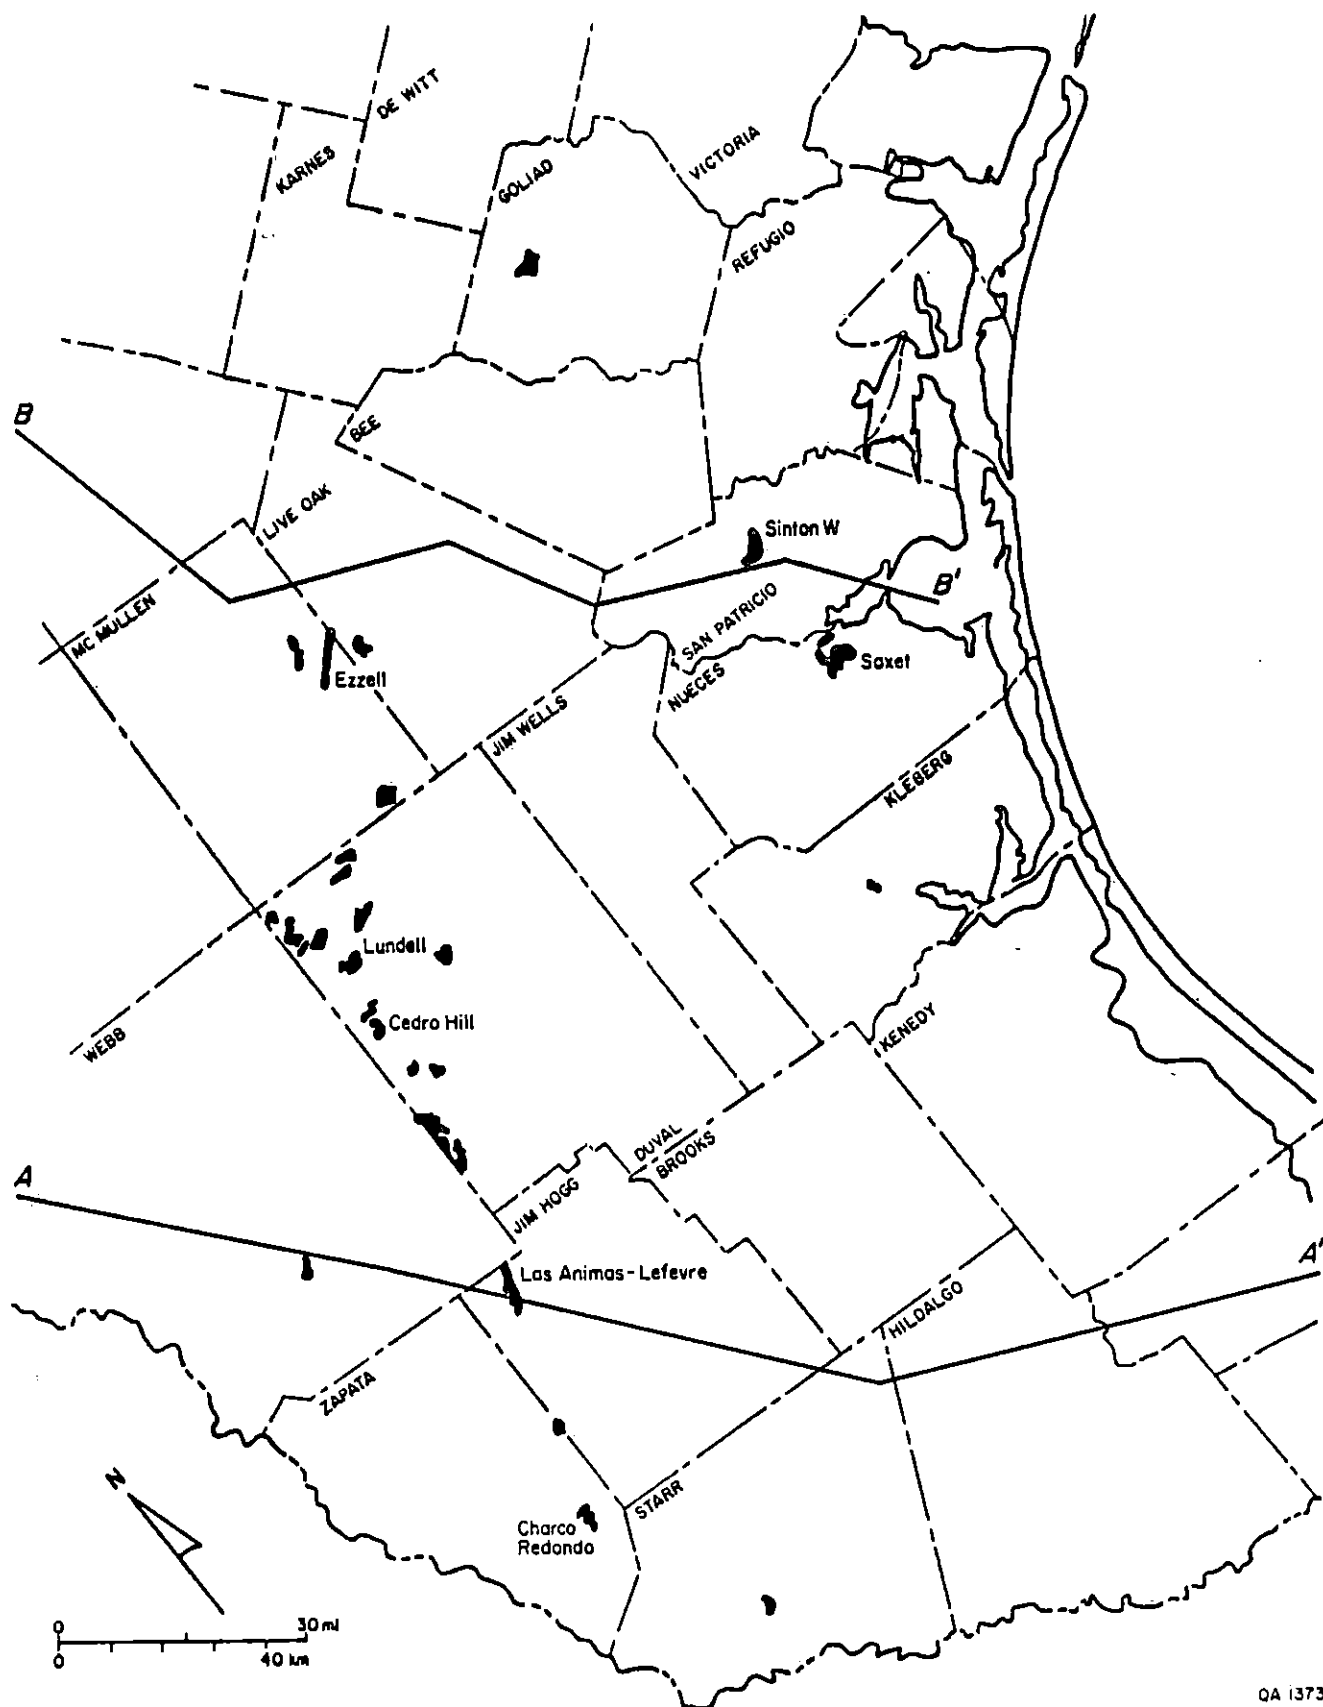 DE WITT
KARNES
GOLIAD
VICTORIA
REFUGIO
B
BEE
LIVE OAK
Sinton W
B'
MC MULLEN
SAN PATRICIO
Ezzell
NUECES
Saxet
JIM WELLS
KLEBERG
Lundell
WEBB
Cedro Hill
KENEDY
DUVAL
BROOKS
A
JIM HOGG
A'
Las Animas-Lefevre
HILDALGO
ZAPATA
N
STARR
Charco
Redondo
0 30 mi
0 40 km
QA 1373